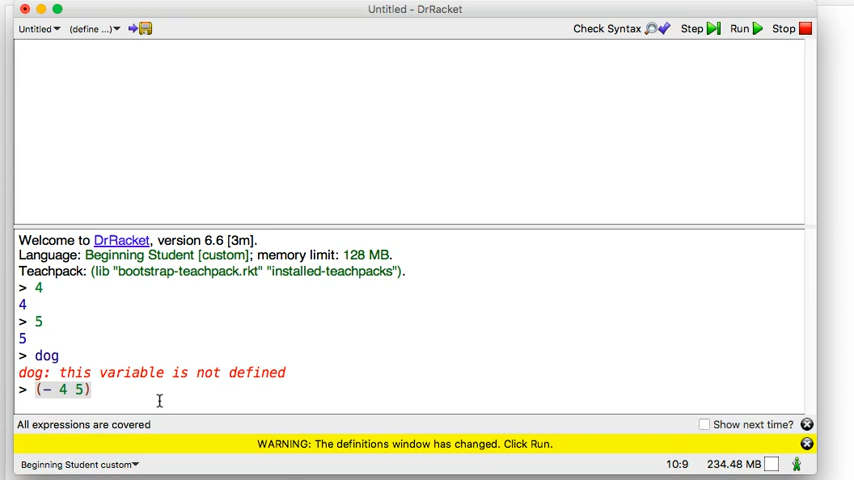 Untitled - DrRacket
Untitled▾ (define ...)▾ Check Syntax Step Run Stop
Welcome to DrRacket, version 6.6 [3m].
Language: Beginning Student [custom]; memory limit: 128 MB.
Teachpack: (lib "bootstrap-teachpack.rkt" "installed-teachpacks").
> 4
4
> 5
5
> dog
dog: this variable is not defined
> (- 4 5)
All expressions are covered Show next time?
WARNING: The definitions window has changed. Click Run.
Beginning Student custom▾ 10:9 234.48 MB